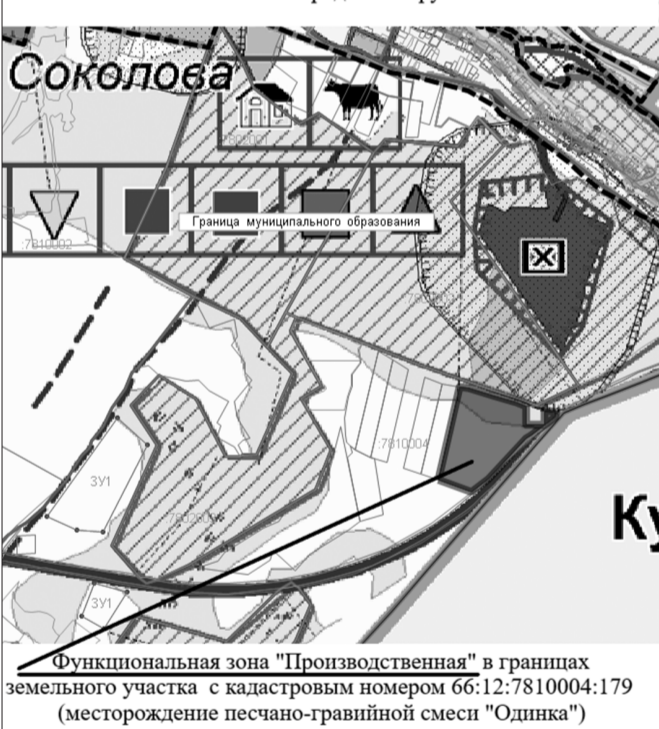 Соколова
Граница муниципального образования
:7810002
:7810004
ЗУ1
Ку
ЗУ1
Функциональная зона "Производственная" в границах
земельного участка с кадастровым номером 66:12:7810004:179
(месторождение песчано-гравийной смеси "Одинка")